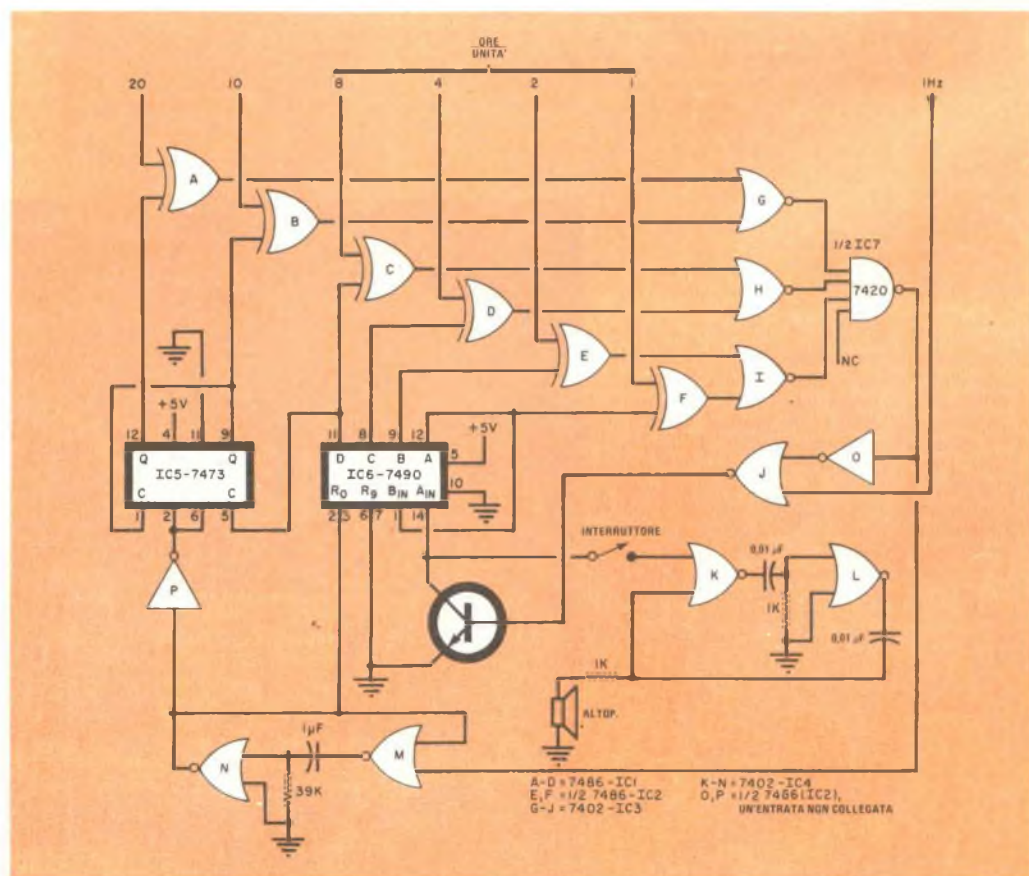 ORE
UNITA'
20
10
8
4
2
1
1Hz
A
B
C
D
E
F
G
H
I
1/2 IC7
7420
NC
+5V
12 4 11 9
Q Q
IC5-7473
C C
1 2 6 5
11 8 9 12
D C B A
IC6-7490
R0 R9 BIN AIN
2 3 6 7 1 14
+5V
5
10
O
J
P
INTERRUTTORE
K
0,01 µF
1K
L
0,01 µF
1K
ALTOP.
N
1µF
39K
M
A-D = 7486-IC1
E,F = 1/2 7486-IC2
G-J = 7402-IC3
K-N = 7402-IC4
O,P = 1/2 7486(IC2),
UN'ENTRATA NON COLLEGATA